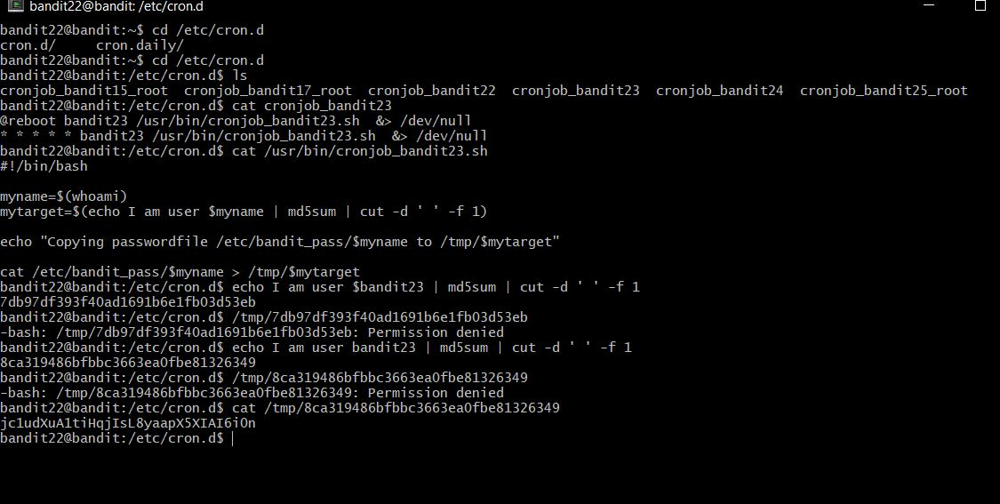 bandit22@bandit: /etc/cron.d
bandit22@bandit:~$ cd /etc/cron.d
cron.d/     cron.daily/
bandit22@bandit:~$ cd /etc/cron.d
bandit22@bandit:/etc/cron.d$ ls
cronjob_bandit15_root  cronjob_bandit17_root  cronjob_bandit22  cronjob_bandit23  cronjob_bandit24  cronjob_bandit25_root
bandit22@bandit:/etc/cron.d$ cat cronjob_bandit23
@reboot bandit23 /usr/bin/cronjob_bandit23.sh  &> /dev/null
* * * * * bandit23 /usr/bin/cronjob_bandit23.sh  &> /dev/null
bandit22@bandit:/etc/cron.d$ cat /usr/bin/cronjob_bandit23.sh
#!/bin/bash
myname=$(whoami)
mytarget=$(echo I am user $myname | md5sum | cut -d ' ' -f 1)
echo "Copying passwordfile /etc/bandit_pass/$myname to /tmp/$mytarget"
cat /etc/bandit_pass/$myname > /tmp/$mytarget
bandit22@bandit:/etc/cron.d$ echo I am user $bandit23 | md5sum | cut -d ' ' -f 1
7db97df393f40ad1691b6e1fb03d53eb
bandit22@bandit:/etc/cron.d$ /tmp/7db97df393f40ad1691b6e1fb03d53eb
-bash: /tmp/7db97df393f40ad1691b6e1fb03d53eb: Permission denied
bandit22@bandit:/etc/cron.d$ echo I am user bandit23 | md5sum | cut -d ' ' -f 1
8ca319486bfbbc3663ea0fbe81326349
bandit22@bandit:/etc/cron.d$ /tmp/8ca319486bfbbc3663ea0fbe81326349
-bash: /tmp/8ca319486bfbbc3663ea0fbe81326349: Permission denied
bandit22@bandit:/etc/cron.d$ cat /tmp/8ca319486bfbbc3663ea0fbe81326349
jc1udXuA1tiHqjIsL8yaapX5XIAI6i0n
bandit22@bandit:/etc/cron.d$